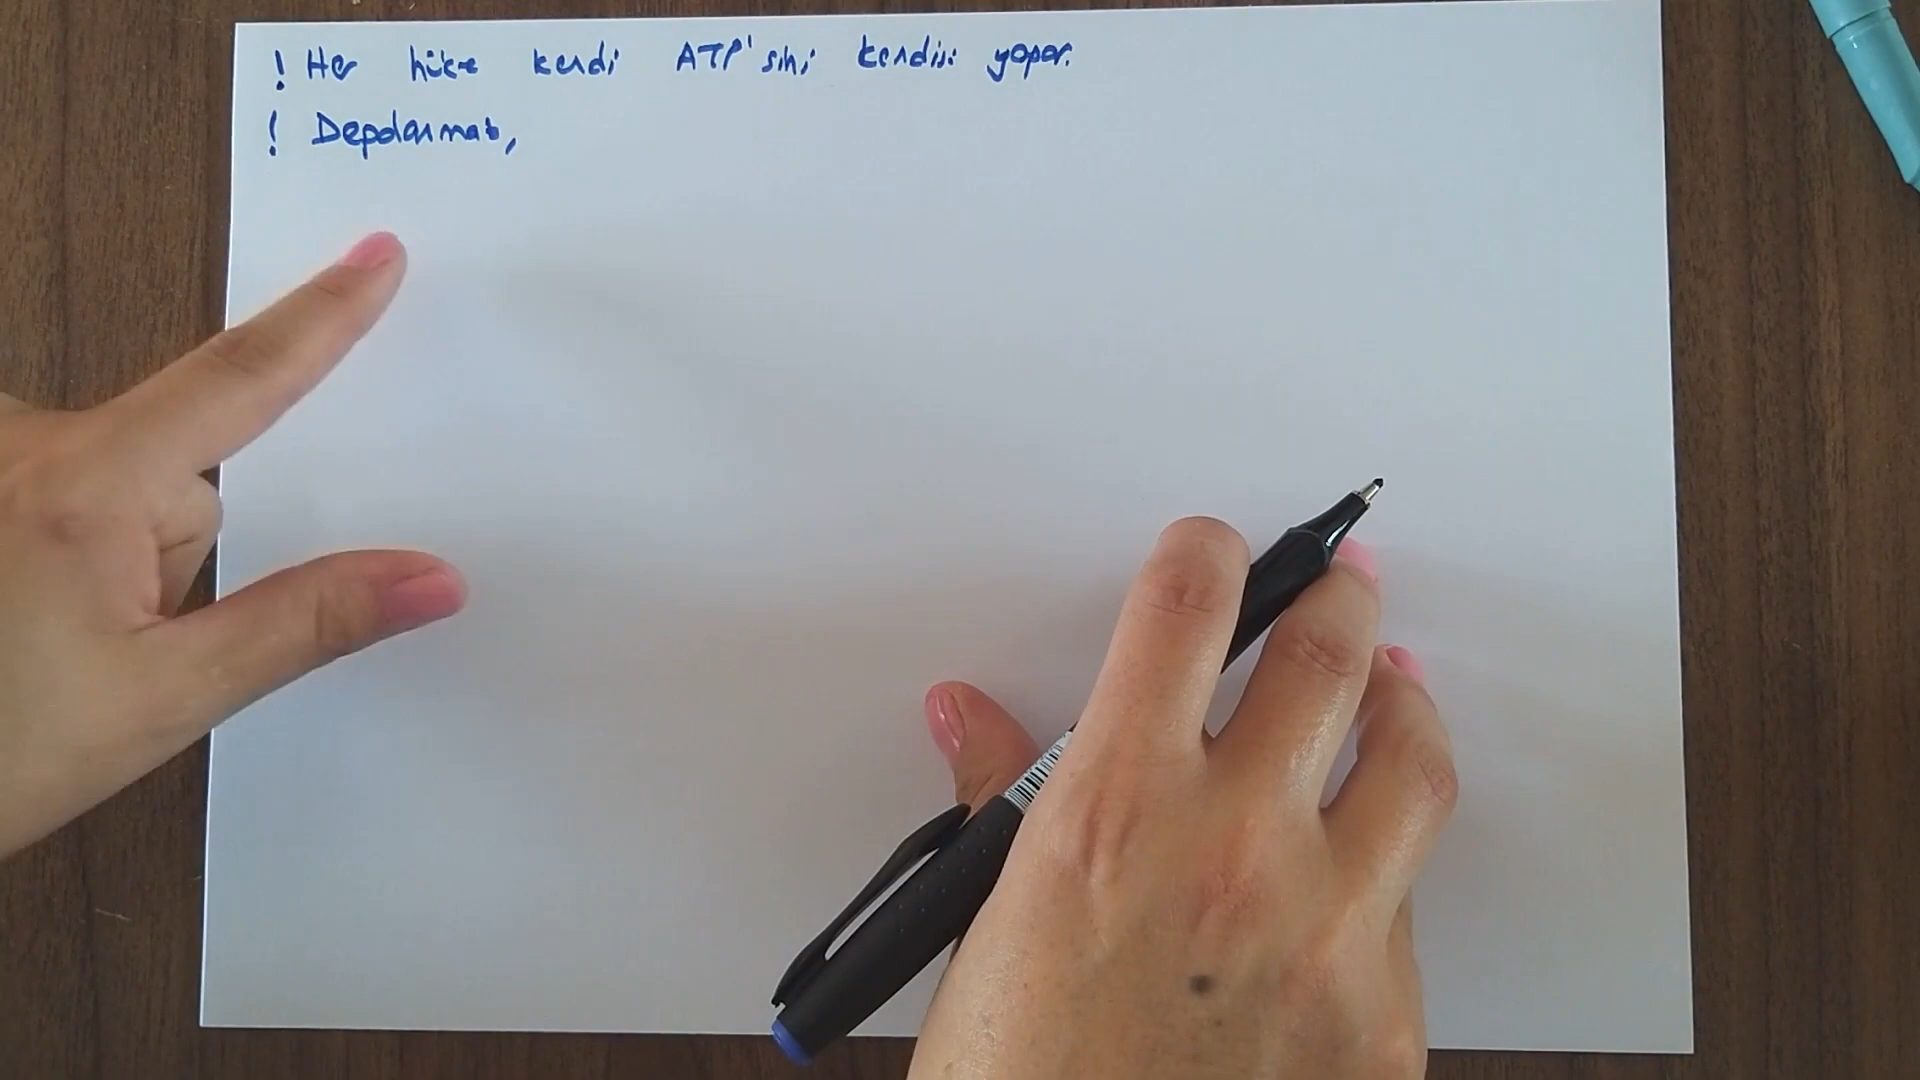 ! Her hücre kendi ATP'sini kendisi yapar.
! Depolanmaz,